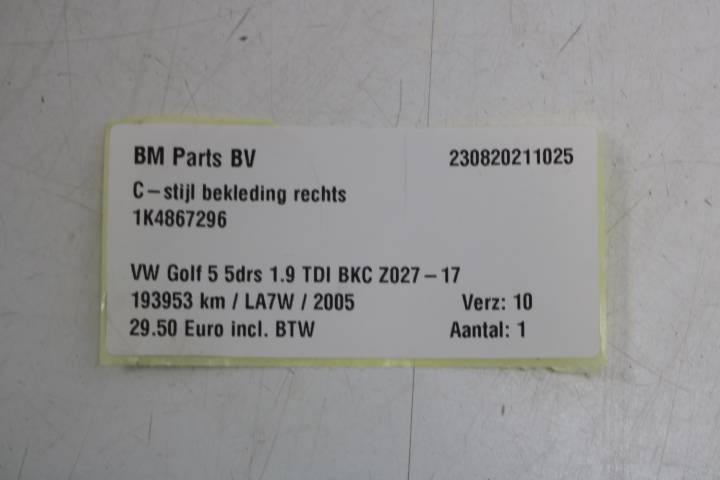 BM Parts BV 230820211025
C-stijl bekleding rechts
1K4867296
VW Golf 5 5drs 1.9 TDI BKC Z027-17
193953 km / LA7W / 2005 Verz: 10
29.50 Euro incl. BTW Aantal: 1